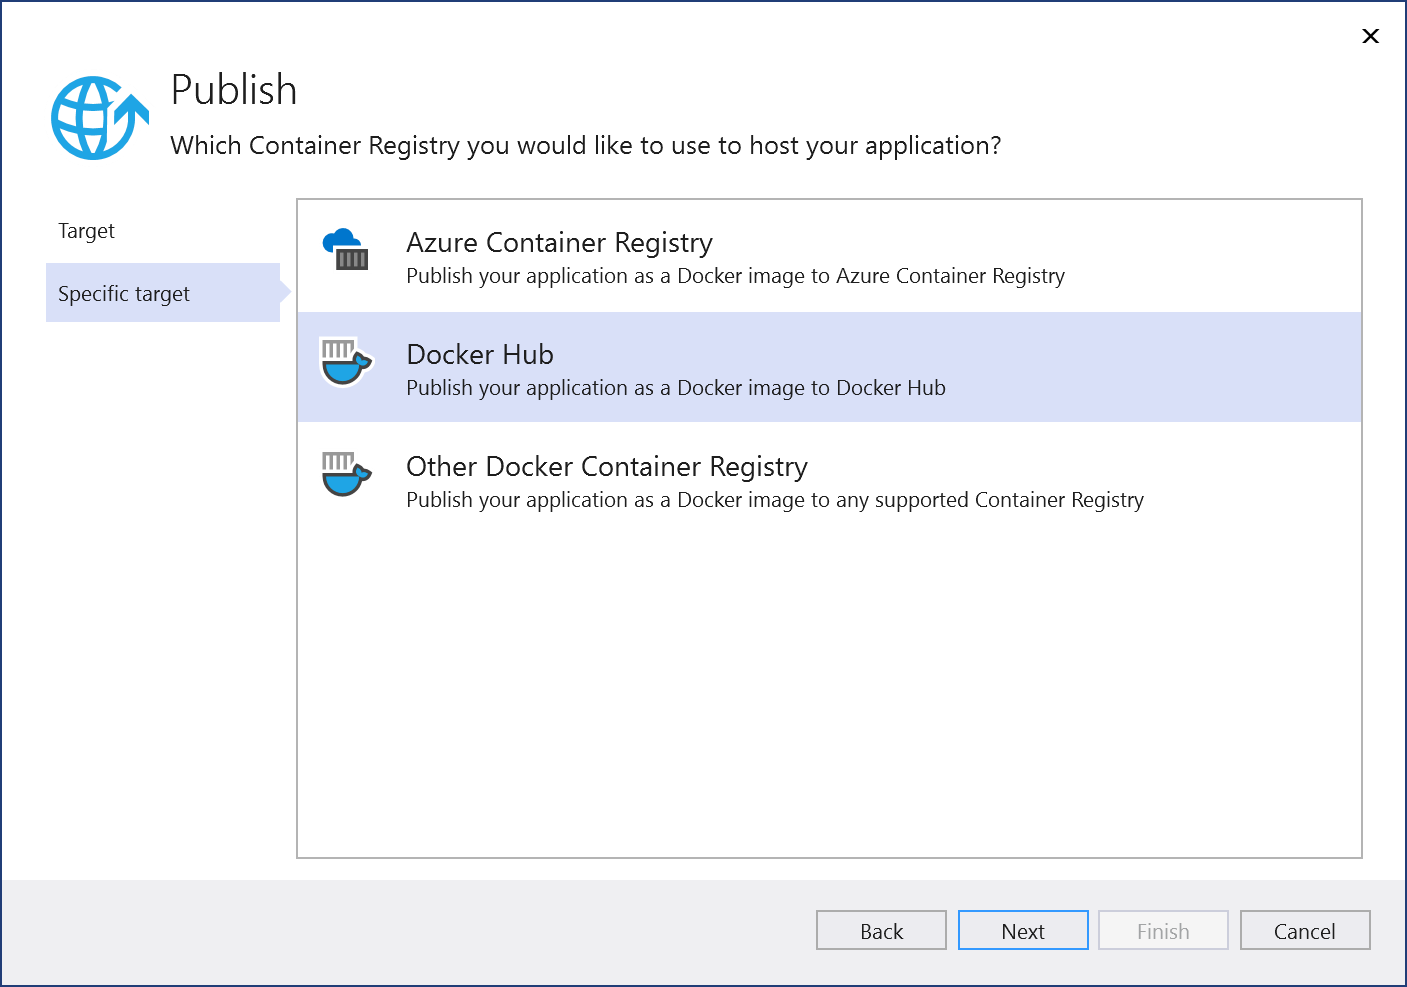 Publish
Which Container Registry you would like to use to host your application?
Target
Specific target
Azure Container Registry
Publish your application as a Docker image to Azure Container Registry
Docker Hub
Publish your application as a Docker image to Docker Hub
Other Docker Container Registry
Publish your application as a Docker image to any supported Container Registry
Back
Next
Finish
Cancel